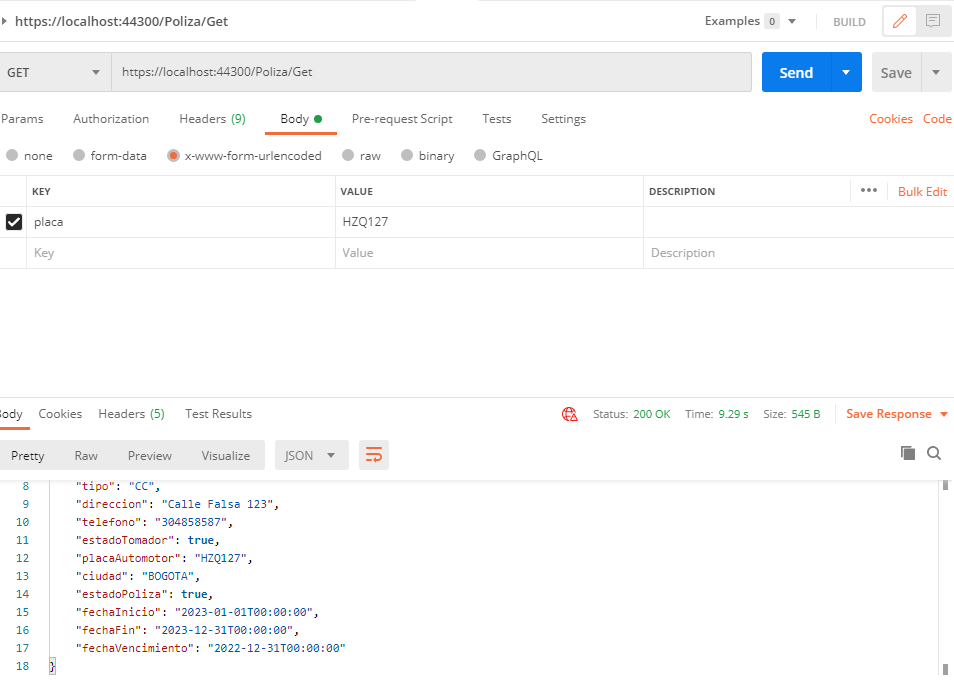 https://localhost:44300/Poliza/Get Examples 0 BUILD
GET https://localhost:44300/Poliza/Get Send Save
Params Authorization Headers (9) Body Pre-request Script Tests Settings Cookies Code
none form-data x-www-form-urlencoded raw binary GraphQL
KEY VALUE DESCRIPTION ••• Bulk Edit
placa HZQ127
Key Value Description
Body Cookies Headers (5) Test Results Status: 200 OK Time: 9.29 s Size: 545 B Save Response
Pretty Raw Preview Visualize JSON
8 "tipo": "CC",
9 "direccion": "Calle Falsa 123",
10 "telefono": "304858587",
11 "estadoTomador": true,
12 "placaAutomotor": "HZQ127",
13 "ciudad": "BOGOTA",
14 "estadoPoliza": true,
15 "fechaInicio": "2023-01-01T00:00:00",
16 "fechaFin": "2023-12-31T00:00:00",
17 "fechaVencimiento": "2022-12-31T00:00:00"
18 }